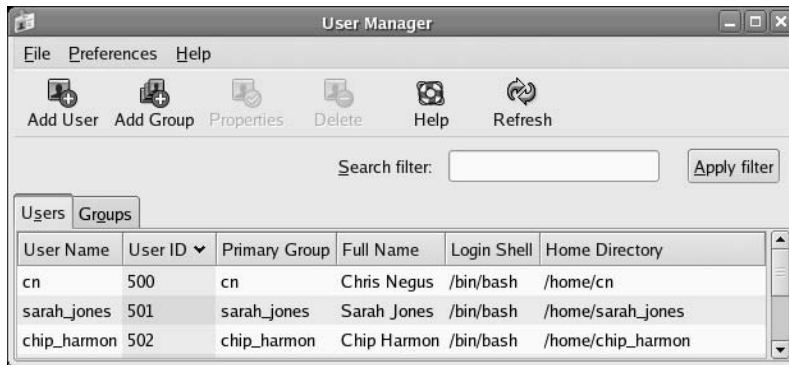 User Manager
File Preferences Help
Add User Add Group Properties Delete Help Refresh
Search filter: Apply filter
Users Groups
User Name User ID Primary Group Full Name Login Shell Home Directory
cn 500 cn Chris Negus /bin/bash /home/cn
sarah_jones 501 sarah_jones Sarah Jones /bin/bash /home/sarah_jones
chip_harmon 502 chip_harmon Chip Harmon /bin/bash /home/chip_harmon